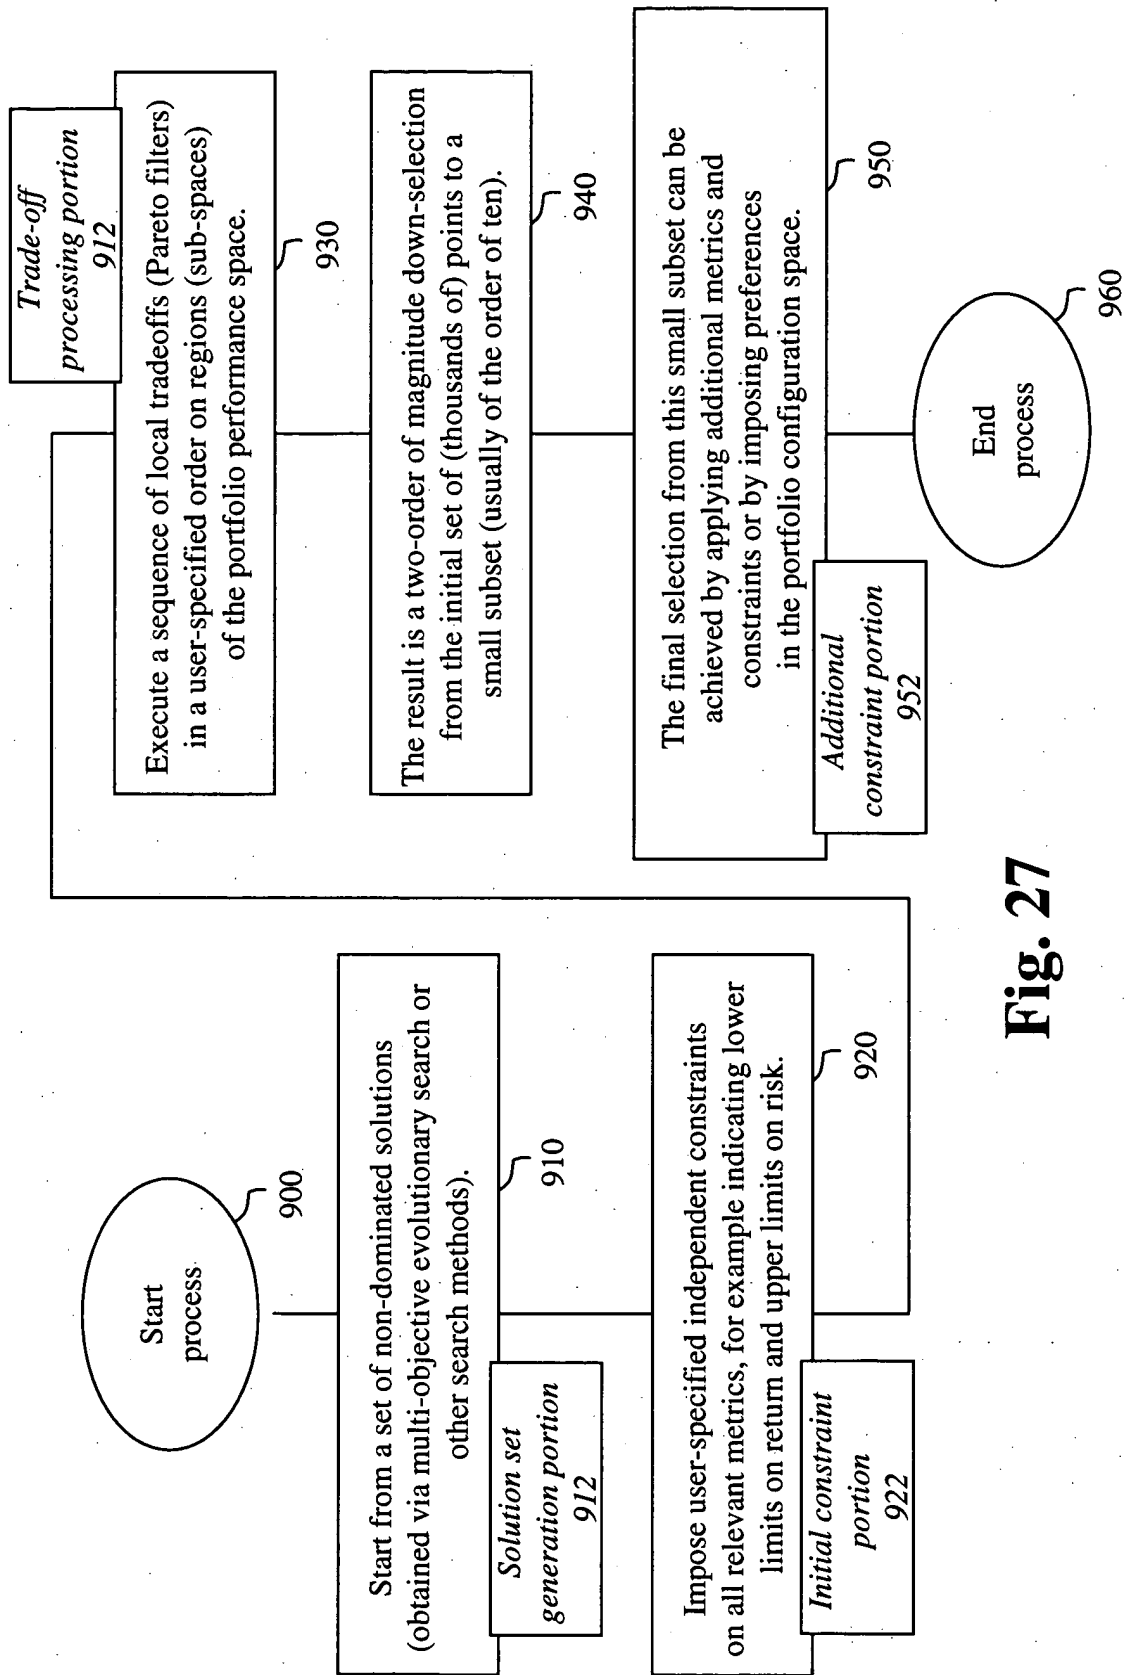 Start
process
900
Start from a set of non-dominated solutions
(obtained via multi-objective evolutionary search or
other search methods).
910
Solution set
generation portion
912
Impose user-specified independent constraints
on all relevant metrics, for example indicating lower
limits on return and upper limits on risk.
920
Initial constraint
portion
922
Trade-off
processing portion
912
Execute a sequence of local tradeoffs (Pareto filters)
in a user-specified order on regions (sub-spaces)
of the portfolio performance space.
930
The result is a two-order of magnitude down-selection
from the initial set of (thousands of) points to a
small subset (usually of the order of ten).
940
The final selection from this small subset can be
achieved by applying additional metrics and
constraints or by imposing preferences
in the portfolio configuration space.
950
Additional
constraint portion
952
End
process
960
Fig. 27